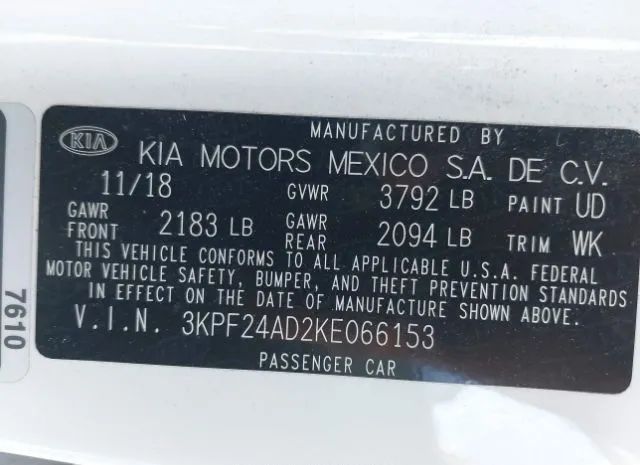 MANUFACTURED BY
KIA KIA MOTORS MEXICO S.A. DE C.V.
11/18 GVWR 3792 LB PAINT UD
GAWR FRONT 2183 LB GAWR REAR 2094 LB TRIM WK
THIS VEHICLE CONFORMS TO ALL APPLICABLE U.S.A. FEDERAL
MOTOR VEHICLE SAFETY, BUMPER, AND THEFT PREVENTION STANDARDS
IN EFFECT ON THE DATE OF MANUFACTURE SHOWN ABOVE.
V.I.N. 3KPF24AD2KE066153
PASSENGER CAR
7610